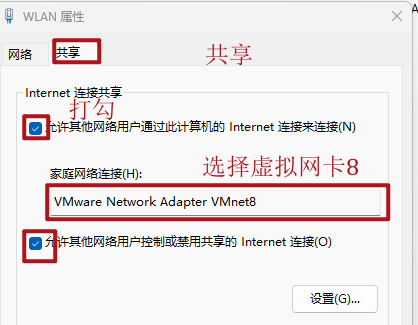 WLAN 属性
网络
共享
共享
Internet 连接共享
打勾
允许其他网络用户通过此计算机的 Internet 连接来连接(N)
家庭网络连接(H):
选择虚拟网卡8
VMware Network Adapter VMnet8
允许其他网络用户控制或禁用共享的 Internet 连接(O)
设置(G)...